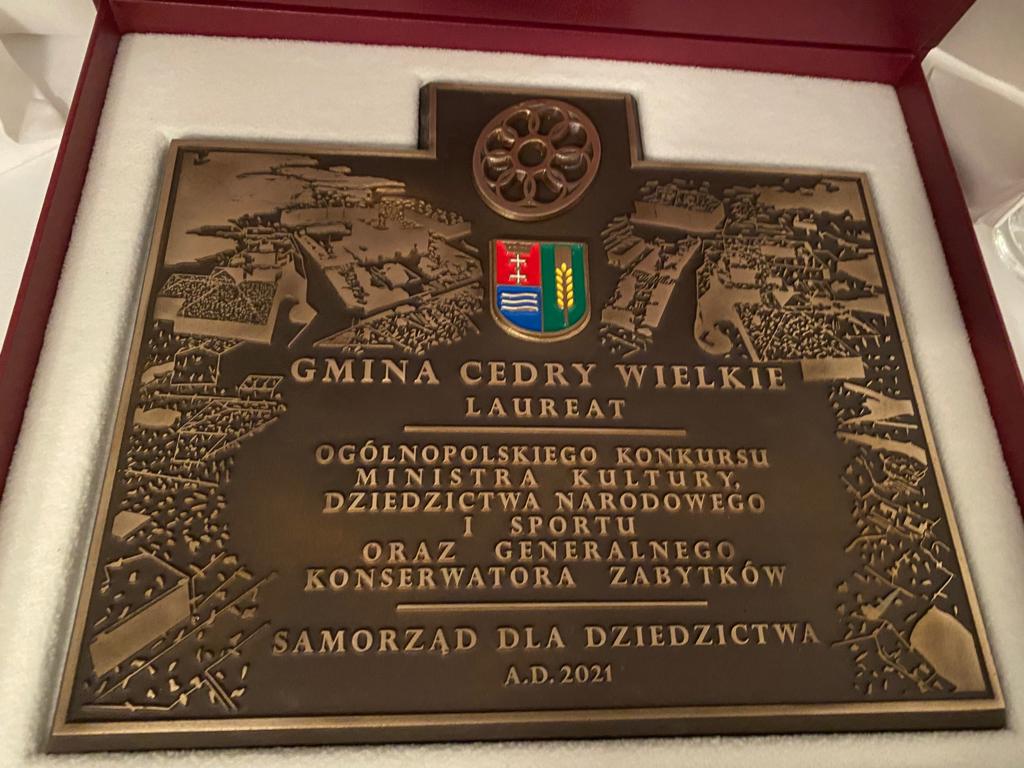 GMINA CEDRY WIELKIE
LAUREAT
OGÓLNOPOLSKIEGO KONKURSU
MINISTRA KULTURY,
DZIEDZICTWA NARODOWEGO
I SPORTU
ORAZ GENERALNEGO
KONSERWATORA ZABYTKÓW
SAMORZĄD DLA DZIEDZICTWA
A.D. 2021